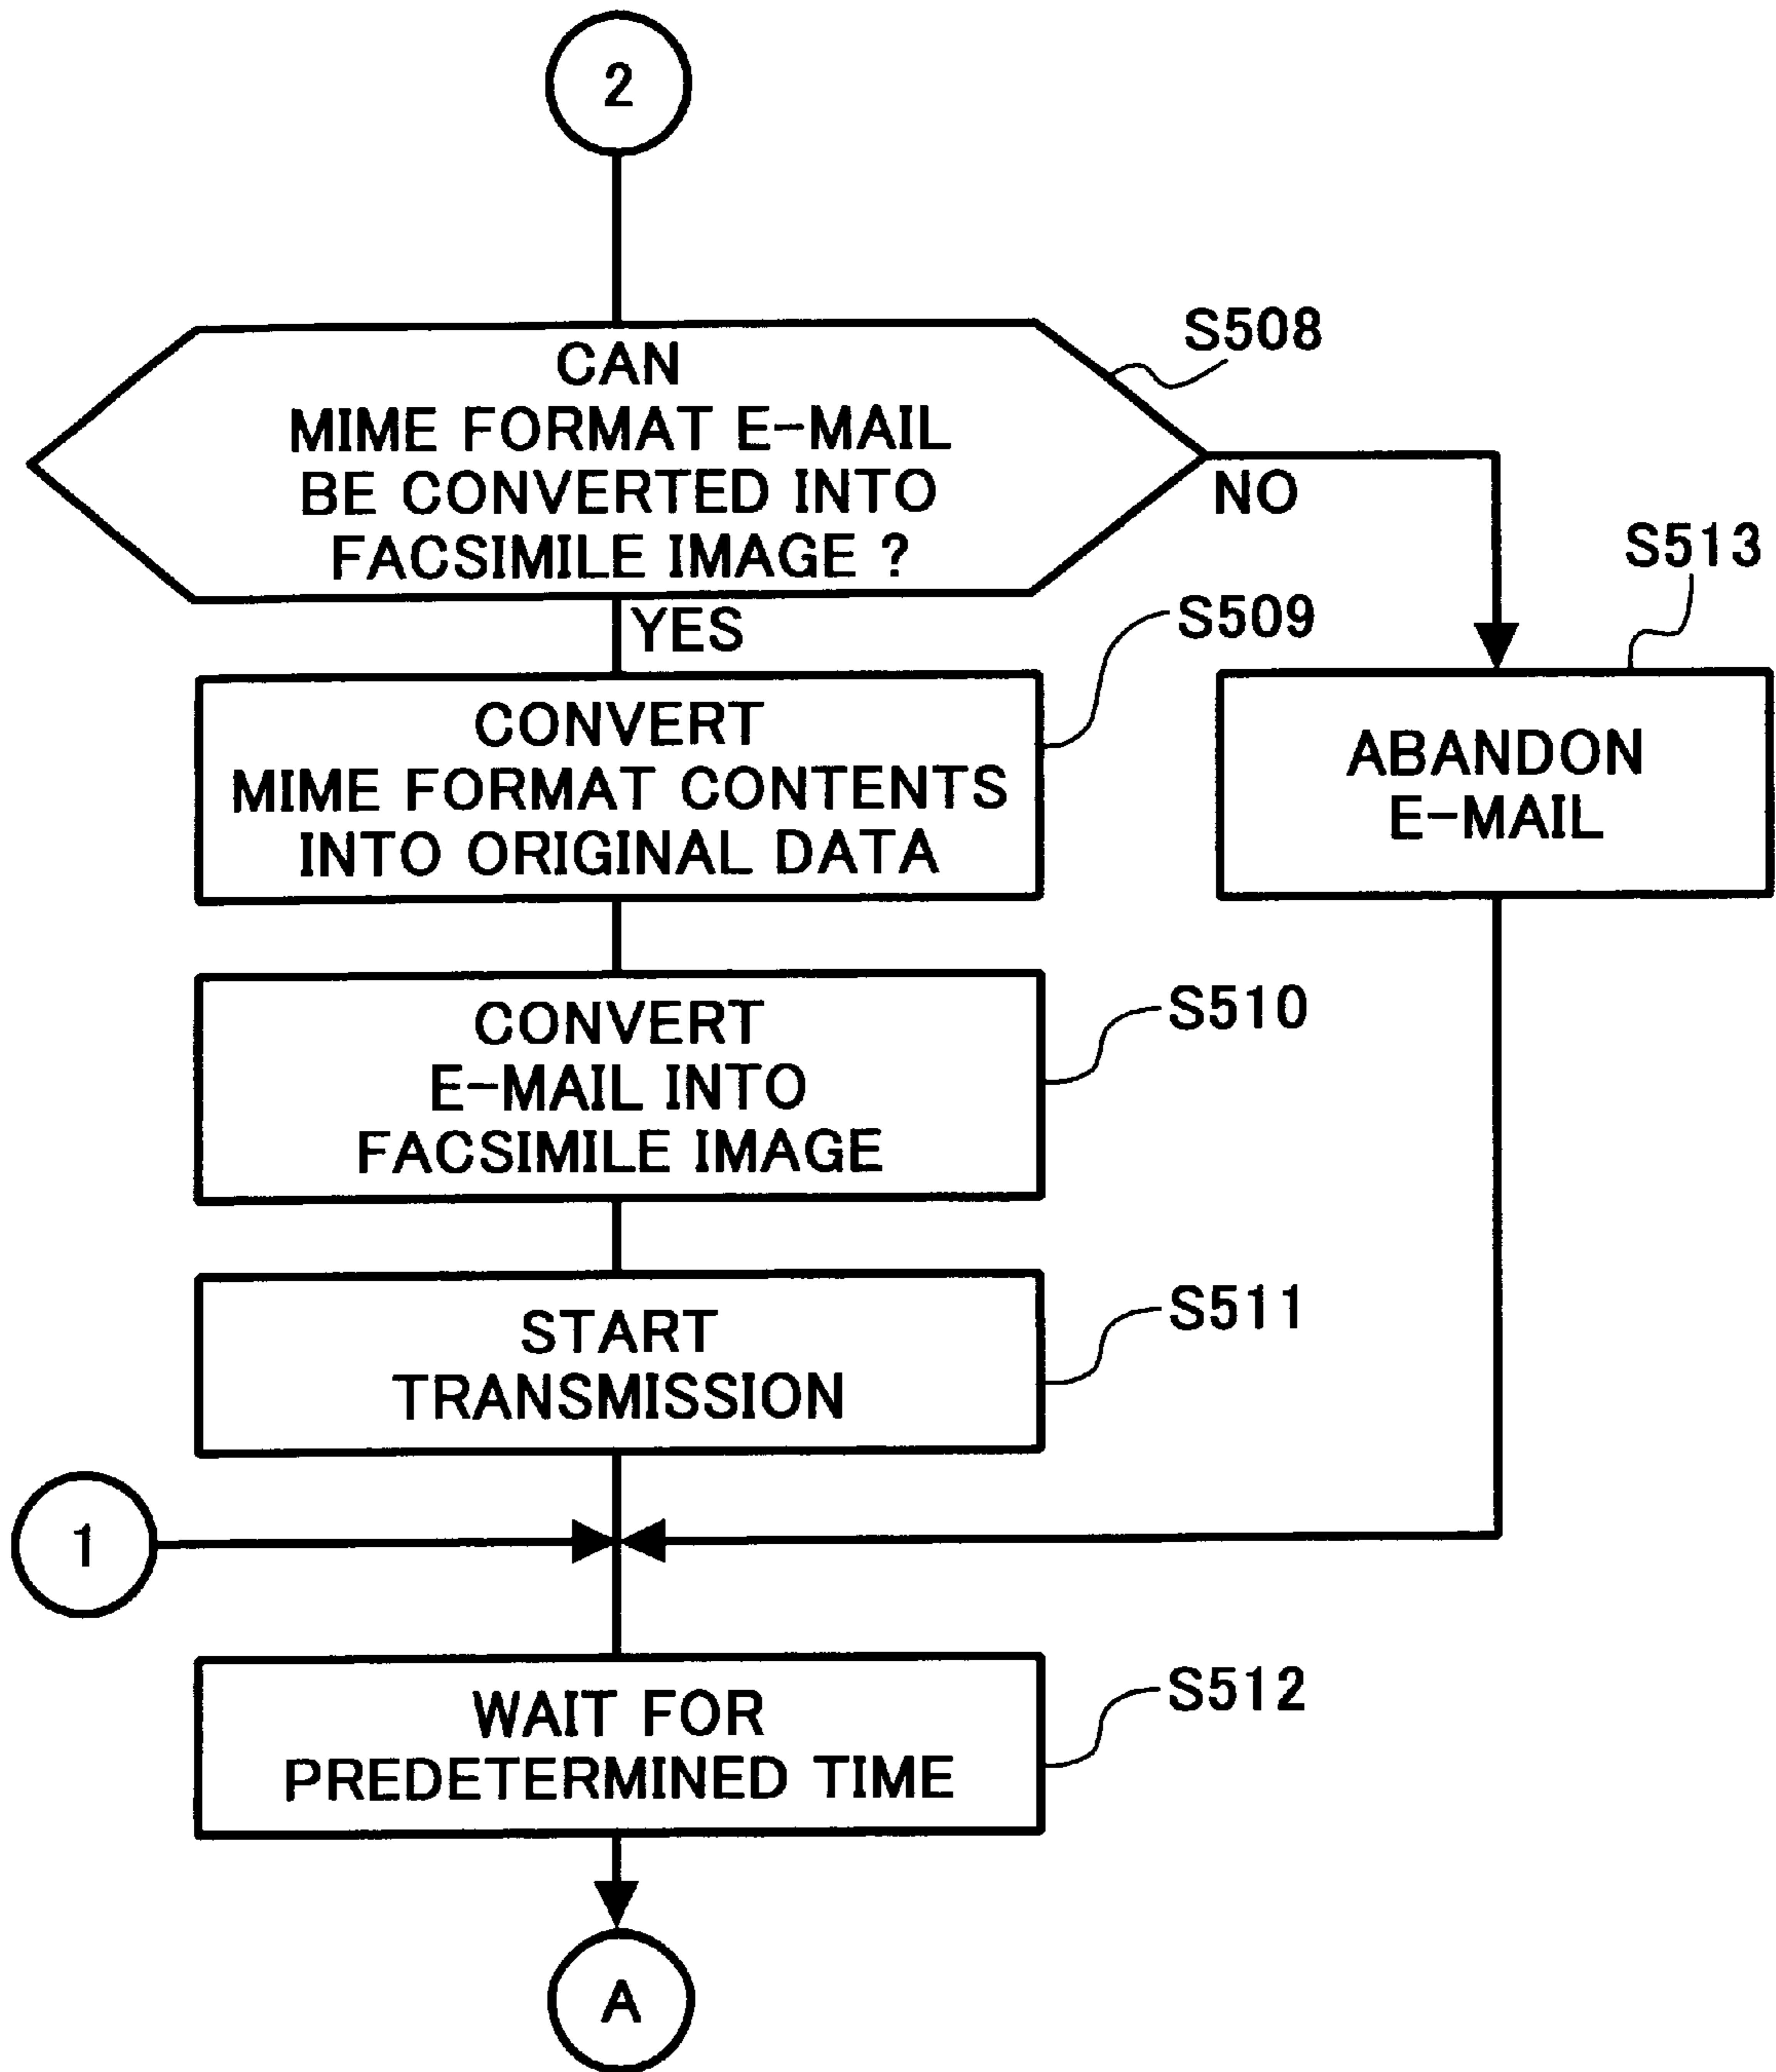 2
S508
CAN
MIME FORMAT E-MAIL
BE CONVERTED INTO
FACSIMILE IMAGE ?
NO
YES
S513
S509
CONVERT
MIME FORMAT CONTENTS
INTO ORIGINAL DATA
ABANDON
E-MAIL
S510
CONVERT
E-MAIL INTO
FACSIMILE IMAGE
S511
START
TRANSMISSION
1
S512
WAIT FOR
PREDETERMINED TIME
A